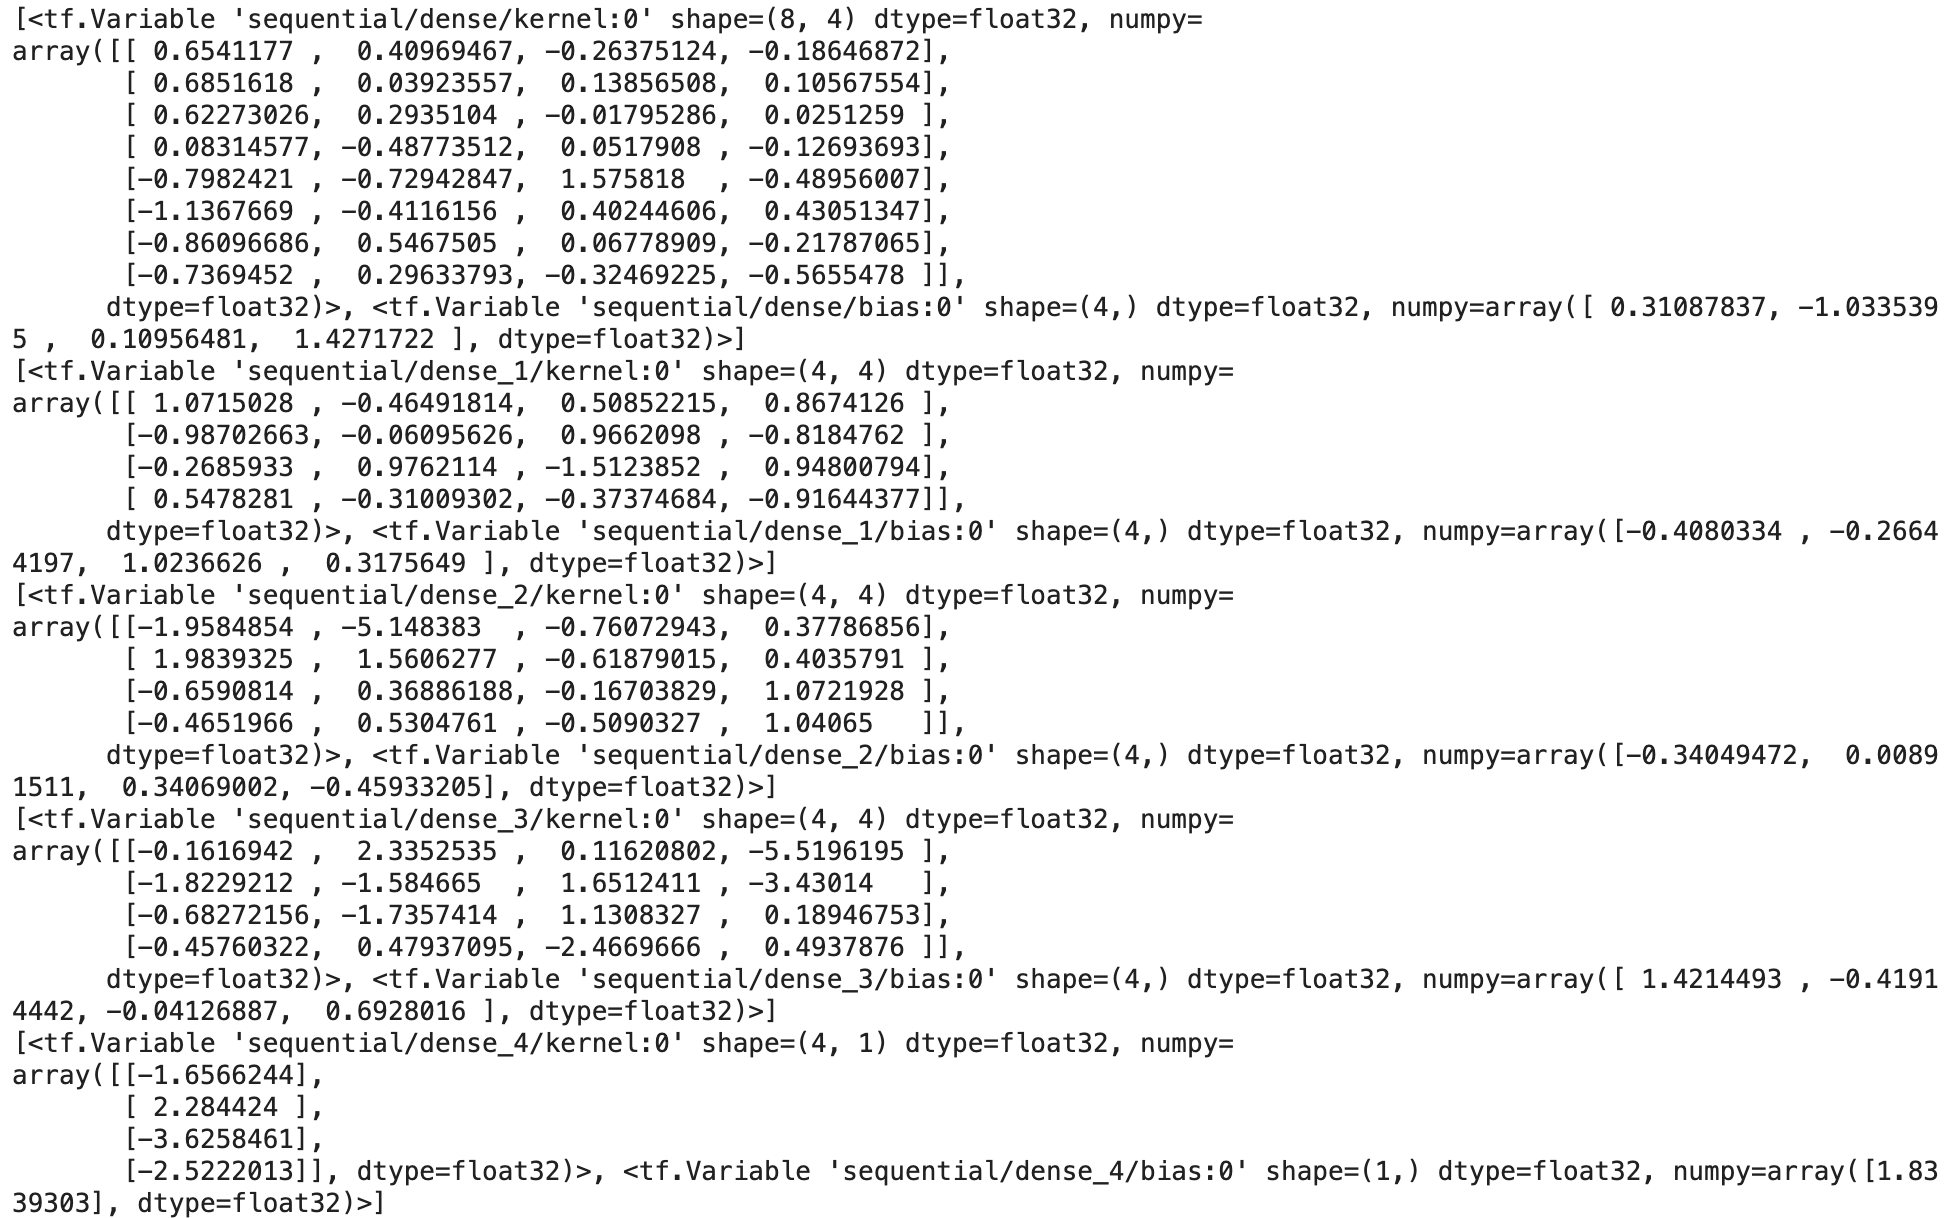 [<tf.Variable 'sequential/dense/kernel:0' shape=(8, 4) dtype=float32, numpy=
array([[ 0.6541177 ,  0.40969467, -0.26375124, -0.18646872],
       [ 0.6851618 ,  0.03923557,  0.13856508,  0.10567554],
       [ 0.62273026,  0.2935104 , -0.01795286,  0.0251259 ],
       [ 0.08314577, -0.48773512,  0.0517908 , -0.12693693],
       [-0.7982421 , -0.72942847,  1.575818  , -0.48956007],
       [-1.1367669 , -0.4116156 ,  0.40244606,  0.43051347],
       [-0.86096686,  0.5467505 ,  0.06778909, -0.21787065],
       [-0.7369452 ,  0.29633793, -0.32469225, -0.5655478 ]],
      dtype=float32)>, <tf.Variable 'sequential/dense/bias:0' shape=(4,) dtype=float32, numpy=array([ 0.31087837, -1.033539
5 ,  0.10956481,  1.4271722 ], dtype=float32)>]
[<tf.Variable 'sequential/dense_1/kernel:0' shape=(4, 4) dtype=float32, numpy=
array([[ 1.0715028 , -0.46491814,  0.50852215,  0.8674126 ],
       [-0.98702663, -0.06095626,  0.9662098 , -0.8184762 ],
       [-0.2685933 ,  0.9762114 , -1.5123852 ,  0.94800794],
       [ 0.5478281 , -0.31009302, -0.37374684, -0.91644377]],
      dtype=float32)>, <tf.Variable 'sequential/dense_1/bias:0' shape=(4,) dtype=float32, numpy=array([-0.4080334 , -0.2664
4197,  1.0236626 ,  0.3175649 ], dtype=float32)>]
[<tf.Variable 'sequential/dense_2/kernel:0' shape=(4, 4) dtype=float32, numpy=
array([[-1.9584854 , -5.148383  , -0.76072943,  0.37786856],
       [ 1.9839325 ,  1.5606277 , -0.61879015,  0.4035791 ],
       [-0.6590814 ,  0.36886188, -0.16703829,  1.0721928 ],
       [-0.4651966 ,  0.5304761 , -0.5090327 ,  1.04065   ]],
      dtype=float32)>, <tf.Variable 'sequential/dense_2/bias:0' shape=(4,) dtype=float32, numpy=array([-0.34049472,  0.0089
1511,  0.34069002, -0.45933205], dtype=float32)>]
[<tf.Variable 'sequential/dense_3/kernel:0' shape=(4, 4) dtype=float32, numpy=
array([[-0.1616942 ,  2.3352535 ,  0.11620802, -5.5196195 ],
       [-1.8229212 , -1.584665  ,  1.6512411 , -3.43014   ],
       [-0.68272156, -1.7357414 ,  1.1308327 ,  0.18946753],
       [-0.45760322,  0.47937095, -2.4669666 ,  0.4937876 ]],
      dtype=float32)>, <tf.Variable 'sequential/dense_3/bias:0' shape=(4,) dtype=float32, numpy=array([ 1.4214493 , -0.4191
4442, -0.04126887,  0.6928016 ], dtype=float32)>]
[<tf.Variable 'sequential/dense_4/kernel:0' shape=(4, 1) dtype=float32, numpy=
array([[-1.6566244],
       [ 2.284424 ],
       [-3.6258461],
       [-2.5222013]], dtype=float32)>, <tf.Variable 'sequential/dense_4/bias:0' shape=(1,) dtype=float32, numpy=array([1.83
39303], dtype=float32)>]